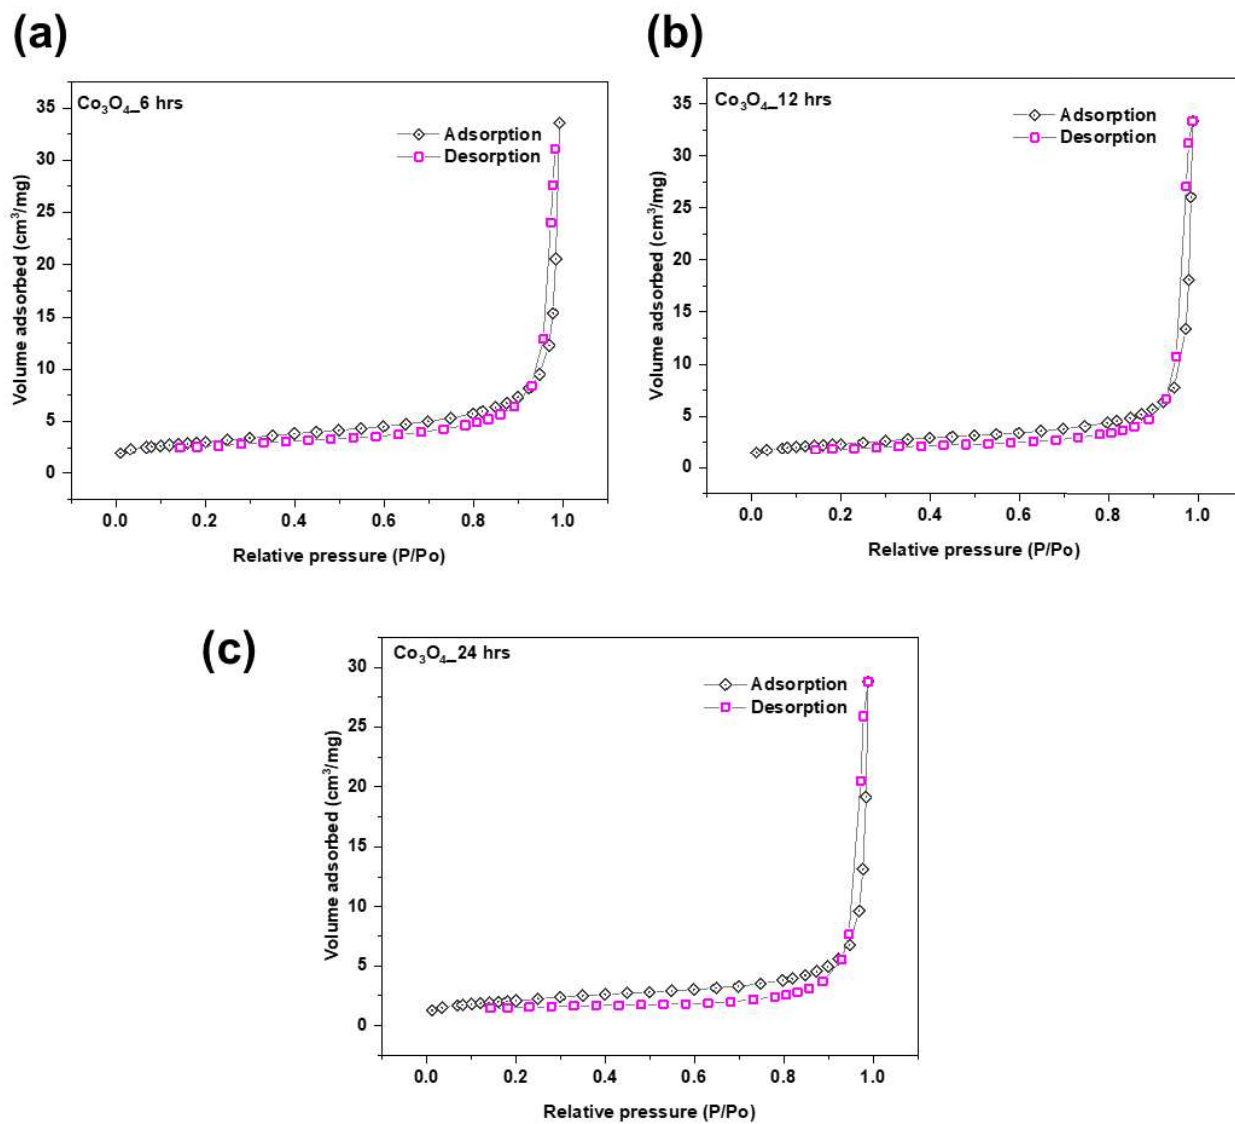 (a)
Co₃O₄_6 hrs
Adsorption
Desorption
35
30
25
20
15
10
5
0
Volume adsorbed (cm³/mg)
0.0 0.2 0.4 0.6 0.8 1.0
Relative pressure (P/Po)
(b)
Co₃O₄_12 hrs
Adsorption
Desorption
35
30
25
20
15
10
5
0
Volume adsorbed (cm³/mg)
0.0 0.2 0.4 0.6 0.8 1.0
Relative pressure (P/Po)
(c)
Co₃O₄_24 hrs
Adsorption
Desorption
30
25
20
15
10
5
0
Volume adsorbed (cm³/mg)
0.0 0.2 0.4 0.6 0.8 1.0
Relative pressure (P/Po)